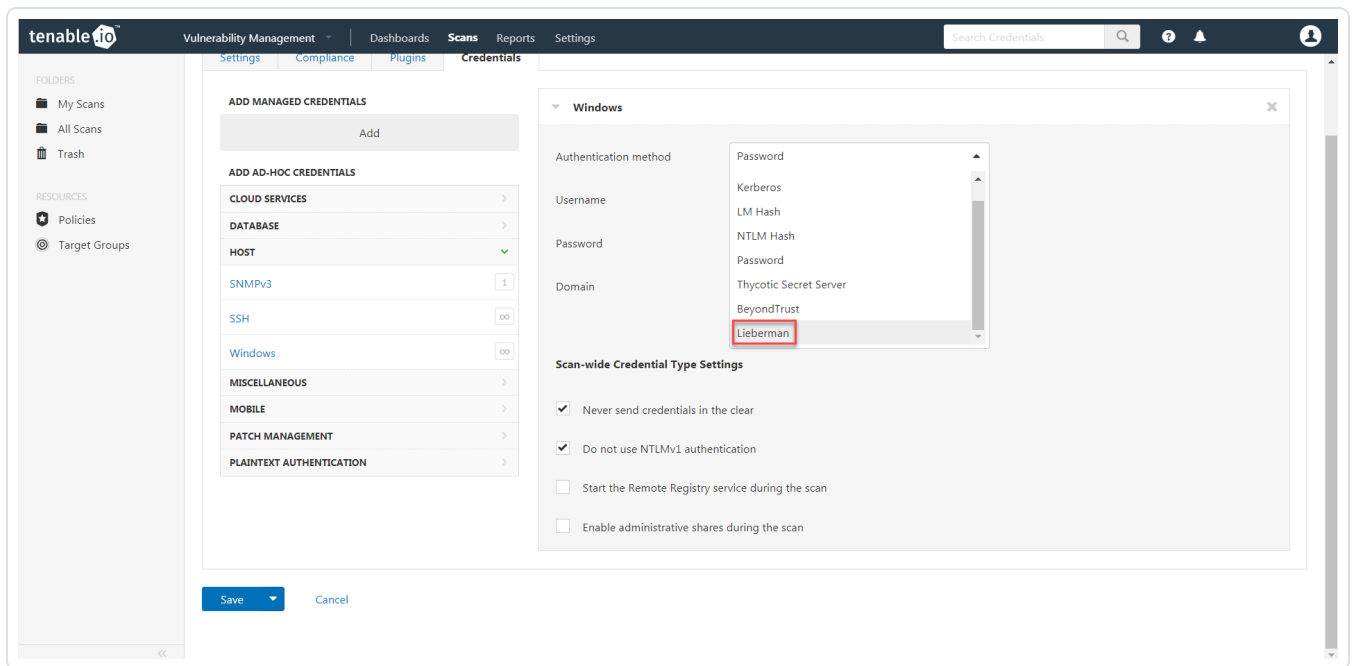 tenable.io™
Vulnerability Management
Dashboards
Scans
Reports
Settings
Search Credentials
FOLDERS
My Scans
All Scans
Trash
RESOURCES
Policies
Target Groups
Settings
Compliance
Plugins
Credentials
ADD MANAGED CREDENTIALS
Add
ADD AD-HOC CREDENTIALS
CLOUD SERVICES
DATABASE
HOST
SNMPv3
1
SSH
∞
Windows
∞
MISCELLANEOUS
MOBILE
PATCH MANAGEMENT
PLAINTEXT AUTHENTICATION
Windows
Authentication method
Password
Kerberos
LM Hash
NTLM Hash
Password
Thycotic Secret Server
BeyondTrust
Lieberman
Username
Password
Domain
Scan-wide Credential Type Settings
Never send credentials in the clear
Do not use NTLMv1 authentication
Start the Remote Registry service during the scan
Enable administrative shares during the scan
Save
Cancel